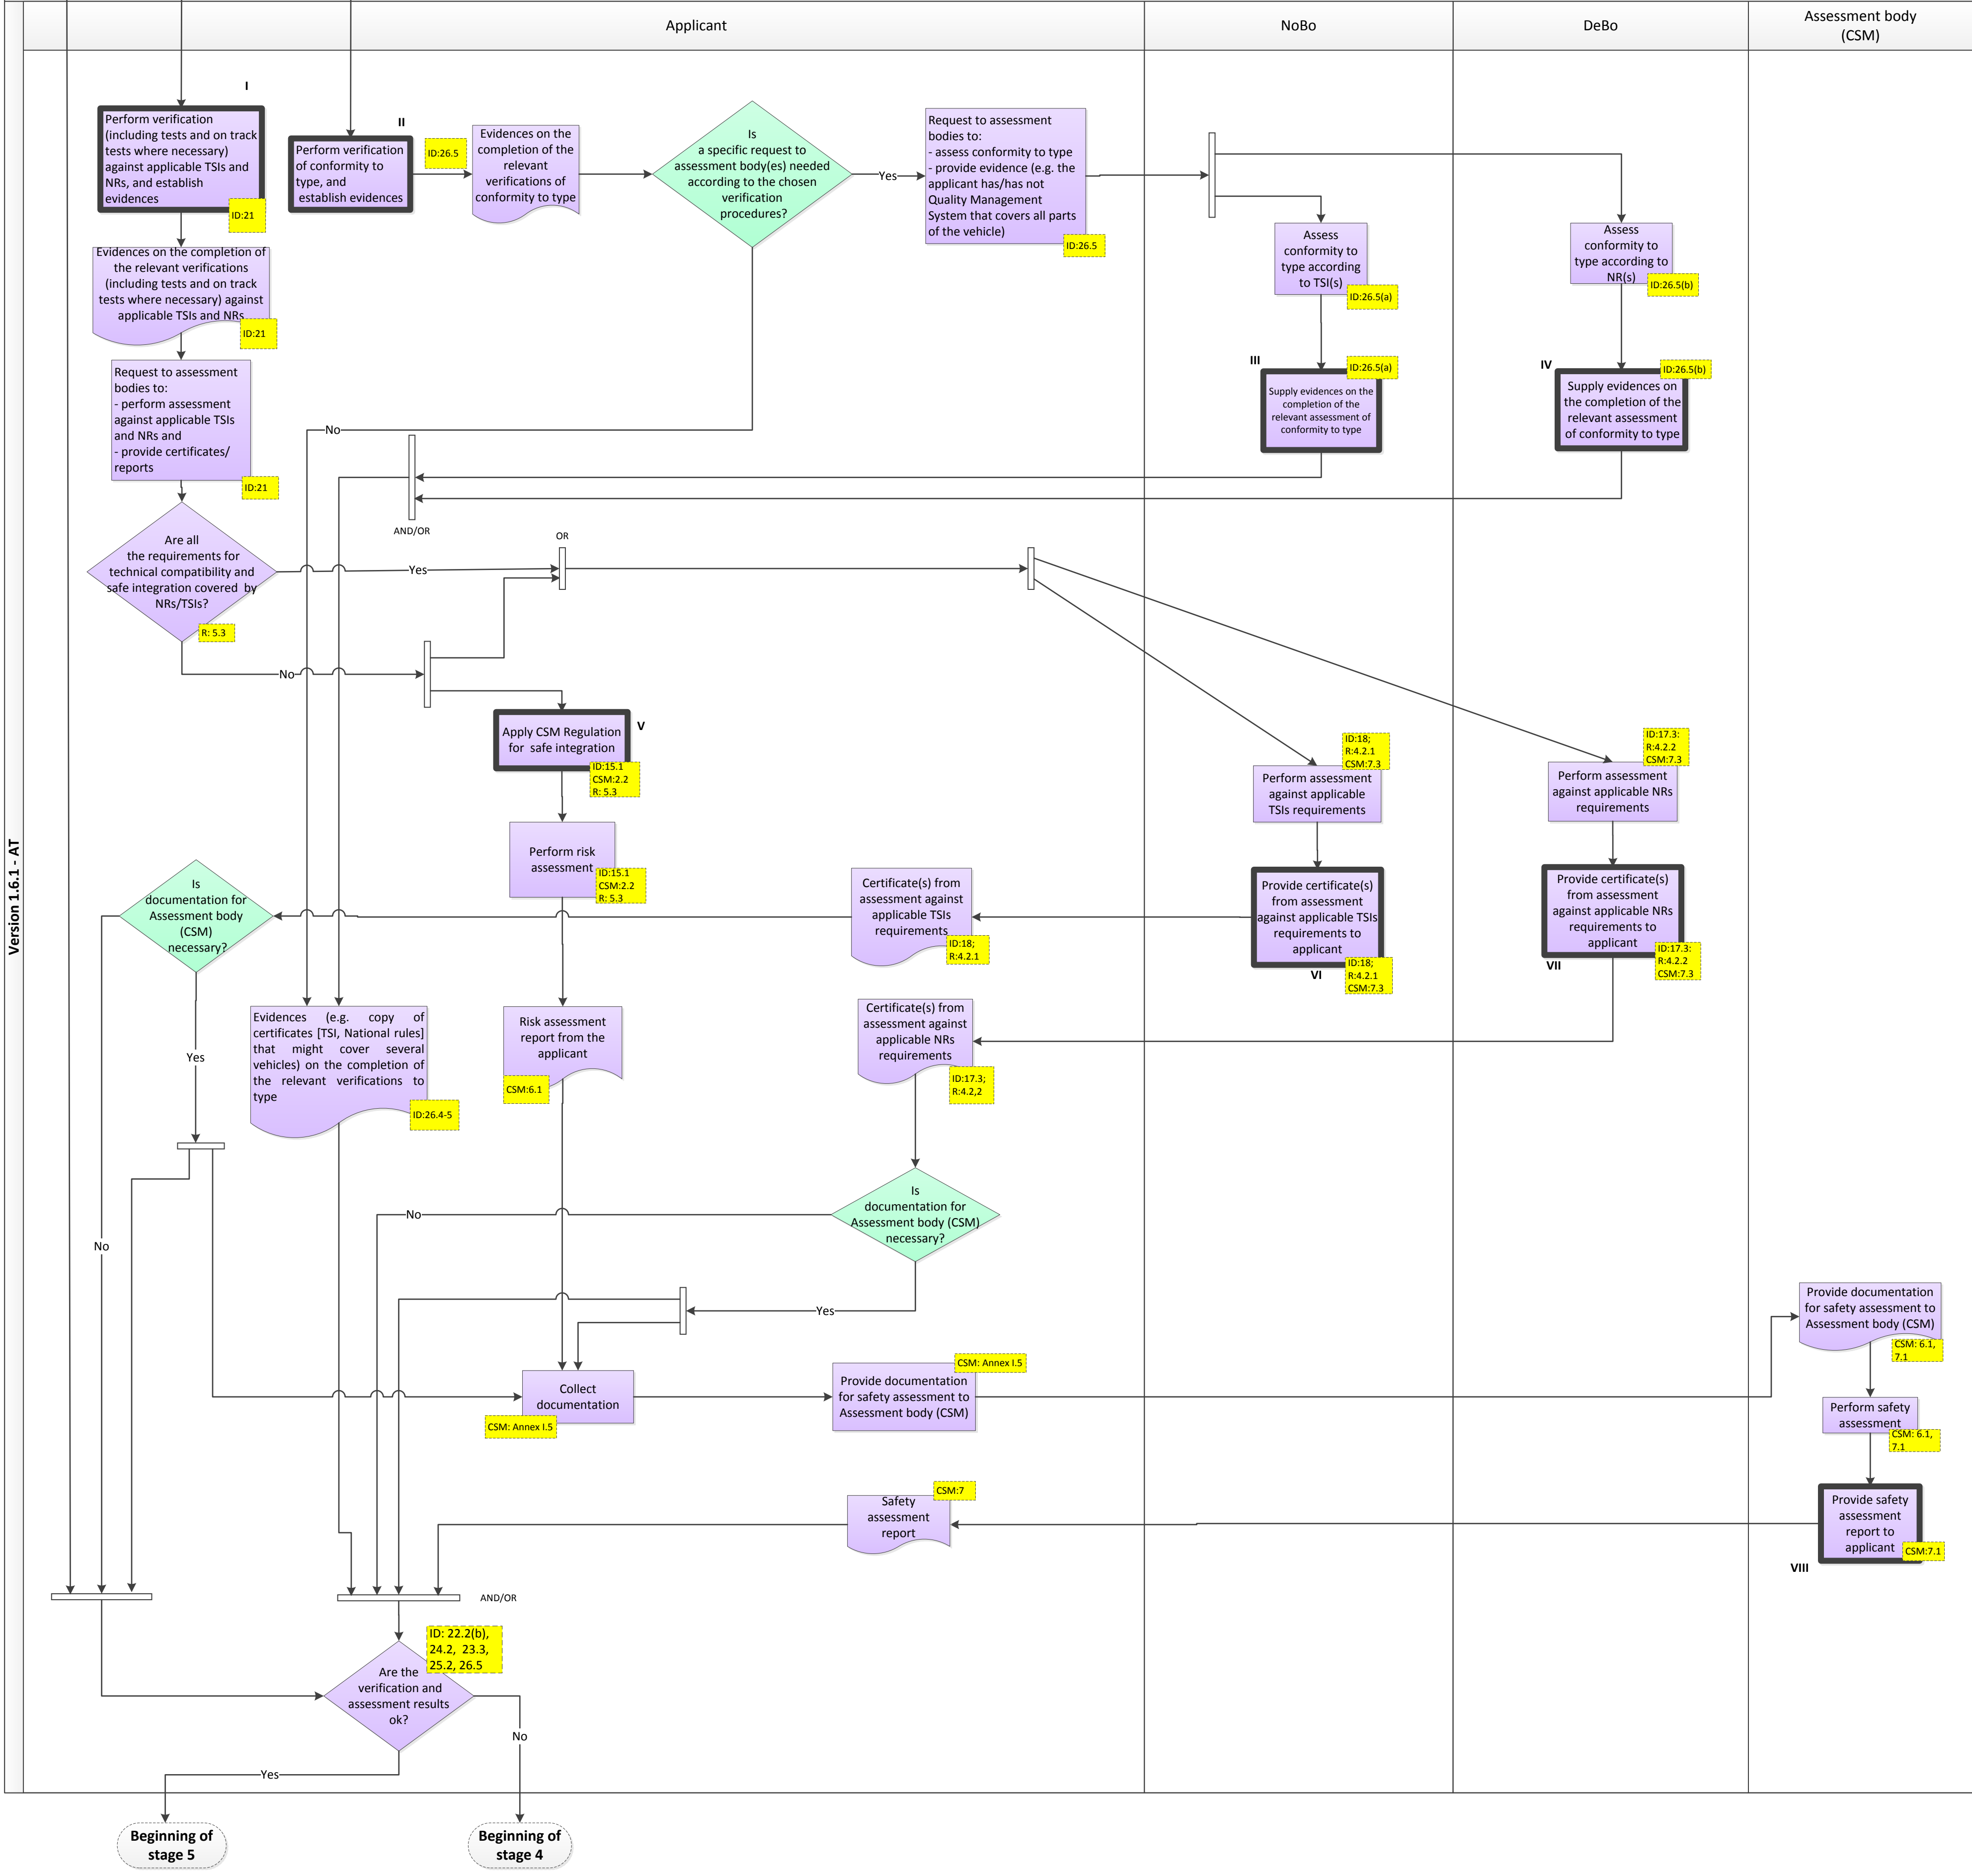 Applicant
NoBo
DeBo
Assessment body
(CSM)
Version 1.6.1 - AT
I
Perform verification
(including tests and on track
tests where necessary)
against applicable TSIs and
NRs, and establish
evidences
ID:21
II
Perform verification
of conformity to
type, and
establish evidences
ID:26.5
Evidences on the
completion of the
relevant
verifications of
conformity to type
Is
a specific request to
assessment body(es) needed
according to the chosen
verification
procedures?
Yes
Request to assessment
bodies to:
- assess conformity to type
- provide evidence (e.g. the
applicant has/has not
Quality Management
System that covers all parts
of the vehicle)
ID:26.5
Assess
conformity to
type according
to TSI(s)
ID:26.5(a)
Assess
conformity to
type according to
NR(s)
ID:26.5(b)
Evidences on the completion of
the relevant verifications
(including tests and on track
tests where necessary) against
applicable TSIs and NRs
ID:21
III
ID:26.5(a)
Supply evidences on the
completion of the
relevant assessment of
conformity to type
IV
ID:26.5(b)
Supply evidences on
the completion of the
relevant assessment
of conformity to type
Request to assessment
bodies to:
- perform assessment
against applicable TSIs
and NRs and
- provide certificates/
reports
ID:21
No
AND/OR
OR
Are all
the requirements for
technical compatibility and
safe integration covered by
NRs/TSIs?
R: 5.3
Yes
No
Apply CSM Regulation
for safe integration
V
ID:15.1
CSM:2.2
R: 5.3
ID:18;
R:4.2.1
CSM:7.3
Perform assessment
against applicable
TSIs requirements
ID:17.3:
R:4.2.2
CSM:7.3
Perform assessment
against applicable NRs
requirements
Perform risk
assessment
ID:15.1
CSM:2.2
R: 5.3
Is
documentation for
Assessment body
(CSM)
necessary?
Certificate(s) from
assessment against
applicable TSIs
requirements
ID:18;
R:4.2.1
Provide certificate(s)
from assessment
against applicable TSIs
requirements to
applicant
ID:18;
R:4.2.1
CSM:7.3
VI
Provide certificate(s)
from assessment
against applicable NRs
requirements to
applicant
ID:17.3:
R:4.2.2
CSM:7.3
VII
Yes
Evidences (e.g. copy of
certificates [TSI, National rules]
that might cover several
vehicles) on the completion of
the relevant verifications to
type
ID:26.4-5
Risk assessment
report from the
applicant
CSM:6.1
Certificate(s) from
assessment against
applicable NRs
requirements
ID:17.3;
R:4.2,2
No
Is
documentation for
Assessment body (CSM)
necessary?
No
Yes
Provide documentation
for safety assessment to
Assessment body (CSM)
CSM: 6.1,
7.1
Collect
documentation
CSM: Annex I.5
CSM: Annex I.5
Provide documentation
for safety assessment to
Assessment body (CSM)
Perform safety
assessment
CSM: 6.1,
7.1
CSM:7
Safety
assessment
report
Provide safety
assessment
report to
applicant
CSM:7.1
VIII
AND/OR
ID: 22.2(b),
24.2, 23.3,
25.2, 26.5
Are the
verification and
assessment results
ok?
No
Yes
Beginning of
stage 5
Beginning of
stage 4